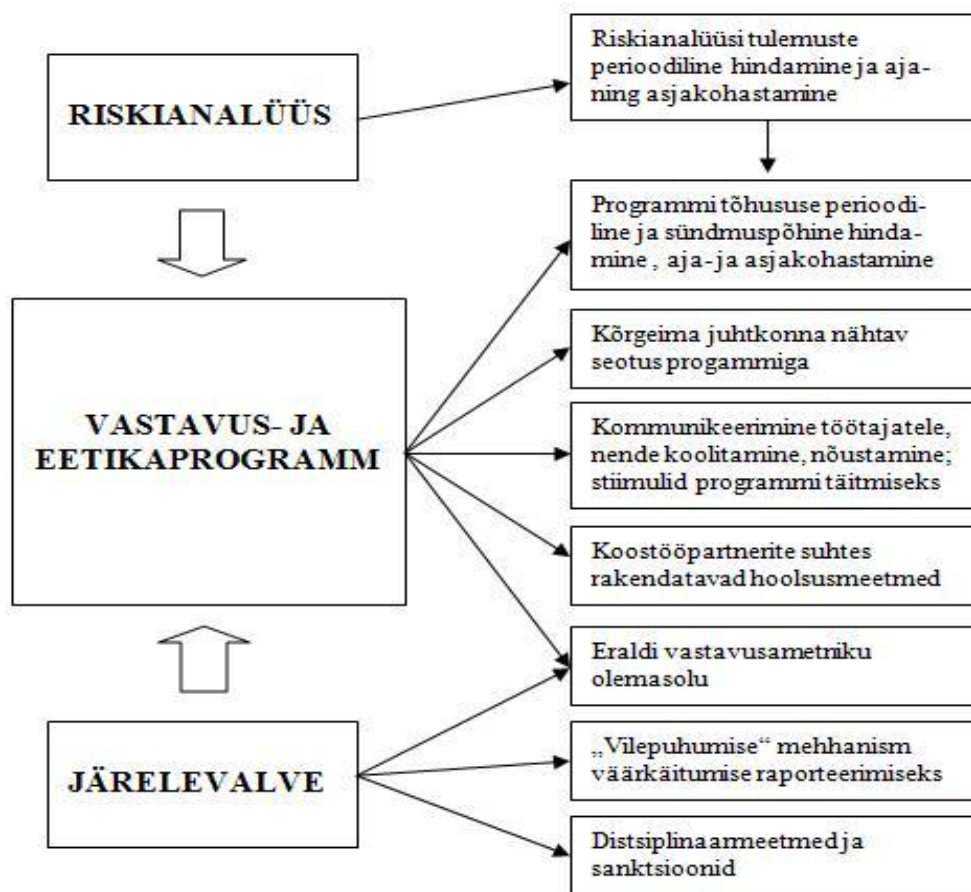 RISKIANALÜÜS
Riskianalüüsi tulemuste
perioodiline hindamine ja aja-
ning asjakohastamine
Programmi tõhususe perioodi-
line ja sündmuspõhine hinda-
mine , aja- ja asjakohastamine
VASTAVUS- JA
EETIKAPROGRAMM
Kõrgeima juhtkonna nähtav
seotus progammiga
Kommunikeerimine töötajatele,
nende koolitamine, nõustamine;
stiimulid programmi täitmiseks
Koostööpartnerite suhtes
rakendatavad hoolsusmeetmed
Eraldi vastavusametniku
olemasolu
JÄRELEVALVE
„Vilepuhumise“ mehhanism
väärkäitumise raporteerimiseks
Distsiplinaarmeetmed ja
sanktsioonid